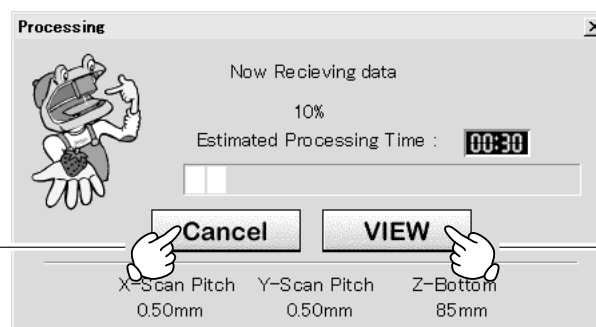 Processing
Now Recieving data
10%
Estimated Processing Time : 00:30
Cancel VIEW
X-Scan Pitch Y-Scan Pitch Z-Bottom
0.50mm 0.50mm 85mm